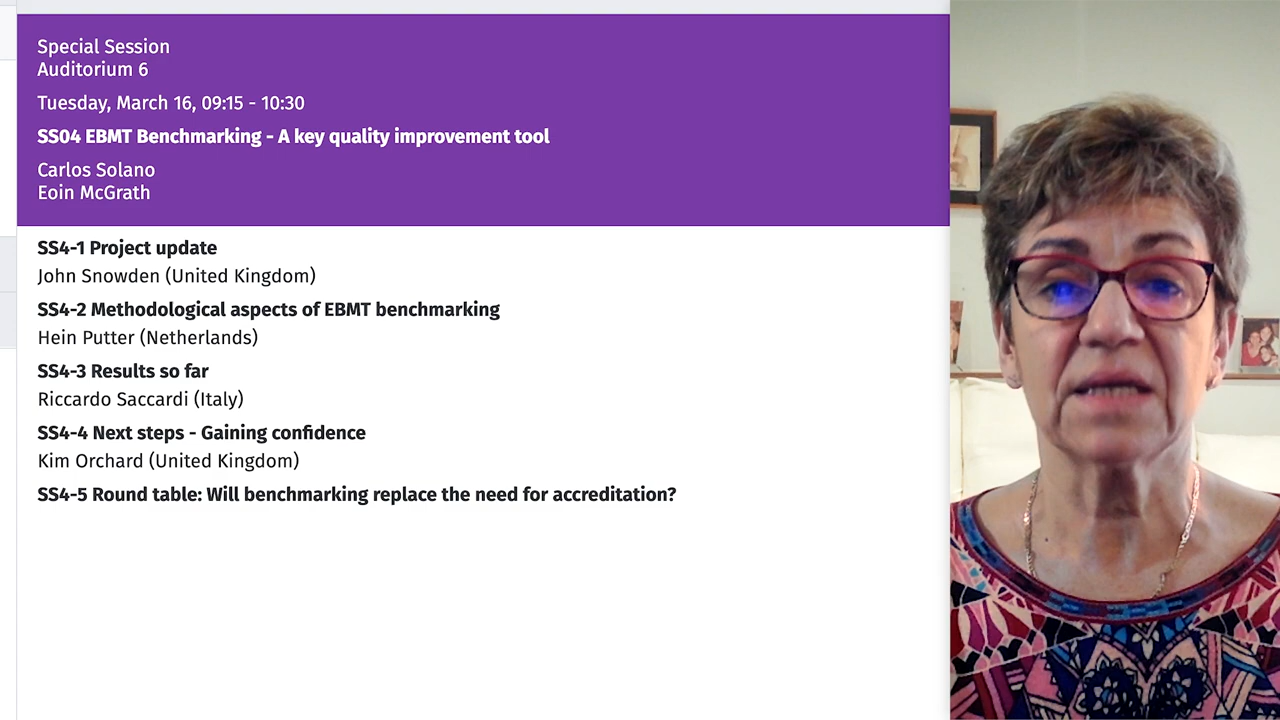 Special Session
Auditorium 6
Tuesday, March 16, 09:15 - 10:30
SS04 EBMT Benchmarking - A key quality improvement tool
Carlos Solano
Eoin McGrath
SS4-1 Project update
John Snowden (United Kingdom)
SS4-2 Methodological aspects of EBMT benchmarking
Hein Putter (Netherlands)
SS4-3 Results so far
Riccardo Saccardi (Italy)
SS4-4 Next steps - Gaining confidence
Kim Orchard (United Kingdom)
SS4-5 Round table: Will benchmarking replace the need for accreditation?